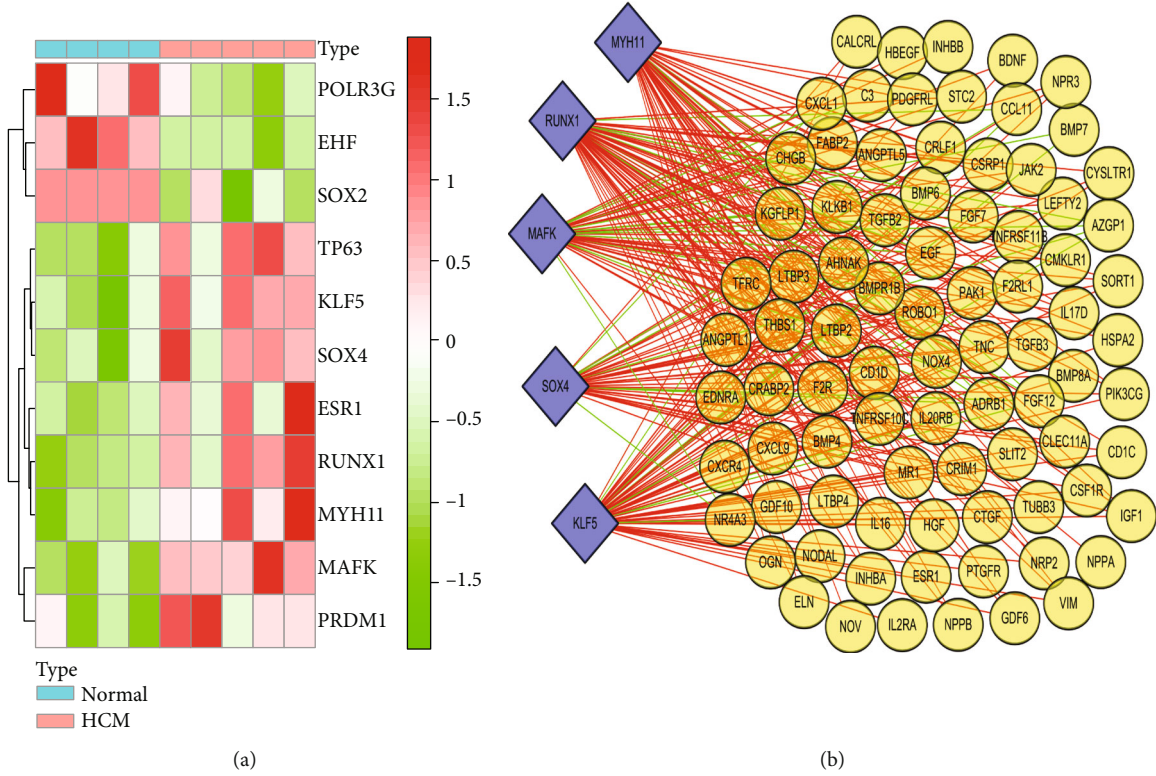 Type
POLR3G
EHF
SOX2
TP63
KLF5
SOX4
ESR1
RUNX1
MYH11
MAFK
PRDM1
1.5
1
0.5
0
−0.5
−1
−1.5
Type
Normal
HCM
(a)
MYH11
RUNX1
MAFK
SOX4
KLF5
CALCRL
HBEGF
INHBB
BDNF
NPR3
CXCL1
C3
PDGFRL
STC2
CCL11
BMP7
CHGB
FABP2
ANGPTL5
CRLF1
CSRP1
JAK2
CYSLTR1
KGFLP1
KLKB1
TGFB2
BMP6
FGF7
TNFRSF11B
LEFTY2
AZGP1
TFRC
LTBP3
AHNAK
BMPR1B
EGF
PAK1
F2RL1
CMKLR1
SORT1
ANGPTL1
THBS1
LTBP2
ROBO1
NOX4
TNC
TGFB3
IL17D
HSPA2
EDNRA
CRABP2
F2R
CD1D
TNFRSF10C
IL20RB
ADRB1
FGF12
BMP8A
PIK3CG
CXCR4
CXCL9
BMP4
MR1
CRIM1
SLIT2
CLEC11A
CD1C
NR4A3
GDF10
LTBP4
IL16
HGF
CTGF
TUBB3
CSF1R
IGF1
OGN
NODAL
INHBA
ESR1
PTGFR
NRP2
NPPA
ELN
NOV
IL2RA
NPPB
GDF6
VIM
(b)